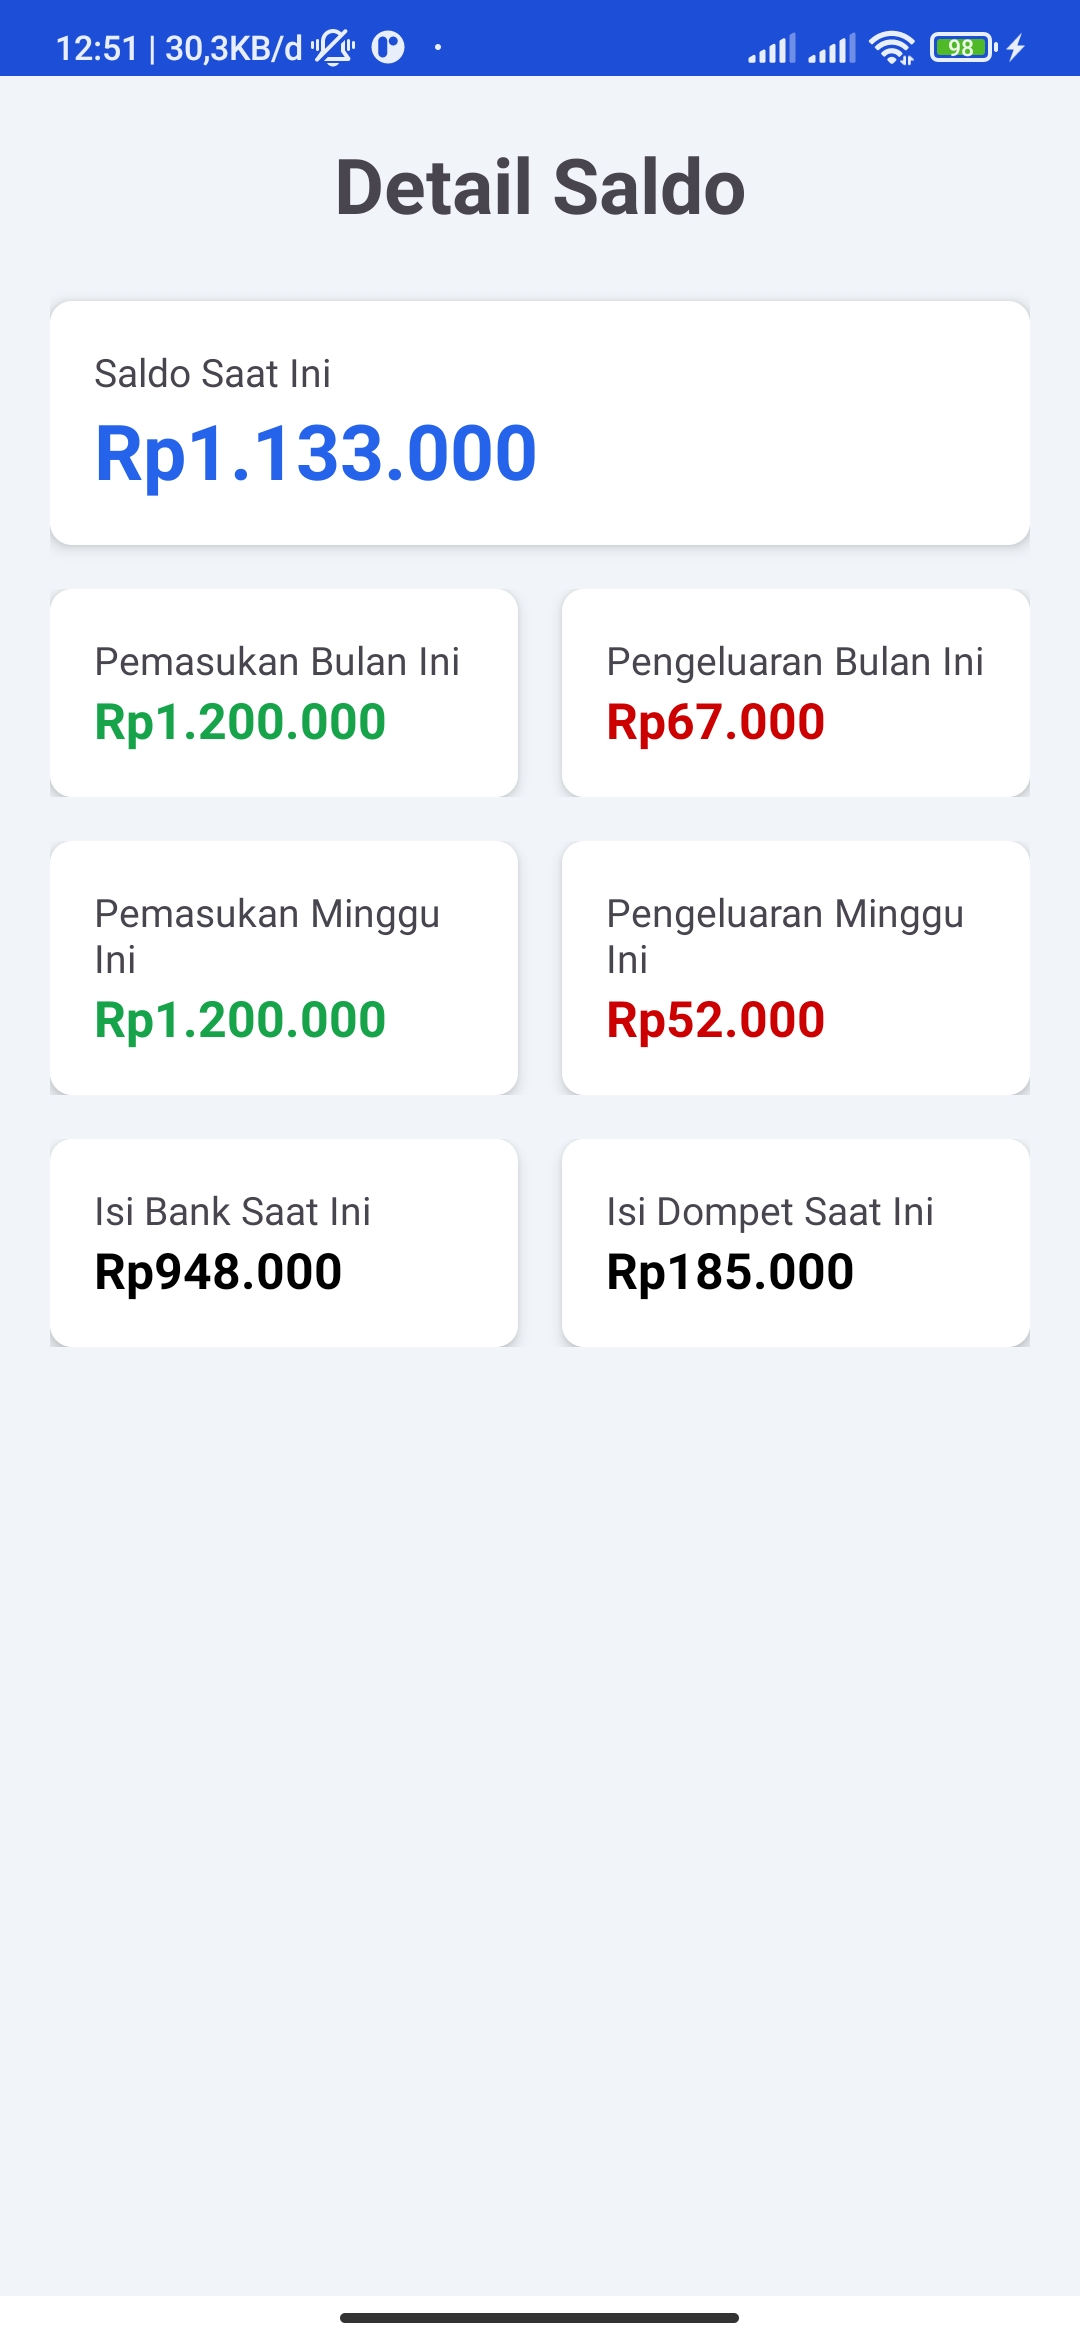 12:51 | 30,3KB/d
98
Detail Saldo
Saldo Saat Ini
Rp1.133.000
Pemasukan Bulan Ini
Rp1.200.000
Pengeluaran Bulan Ini
Rp67.000
Pemasukan Minggu
Ini
Rp1.200.000
Pengeluaran Minggu
Ini
Rp52.000
Isi Bank Saat Ini
Rp948.000
Isi Dompet Saat Ini
Rp185.000